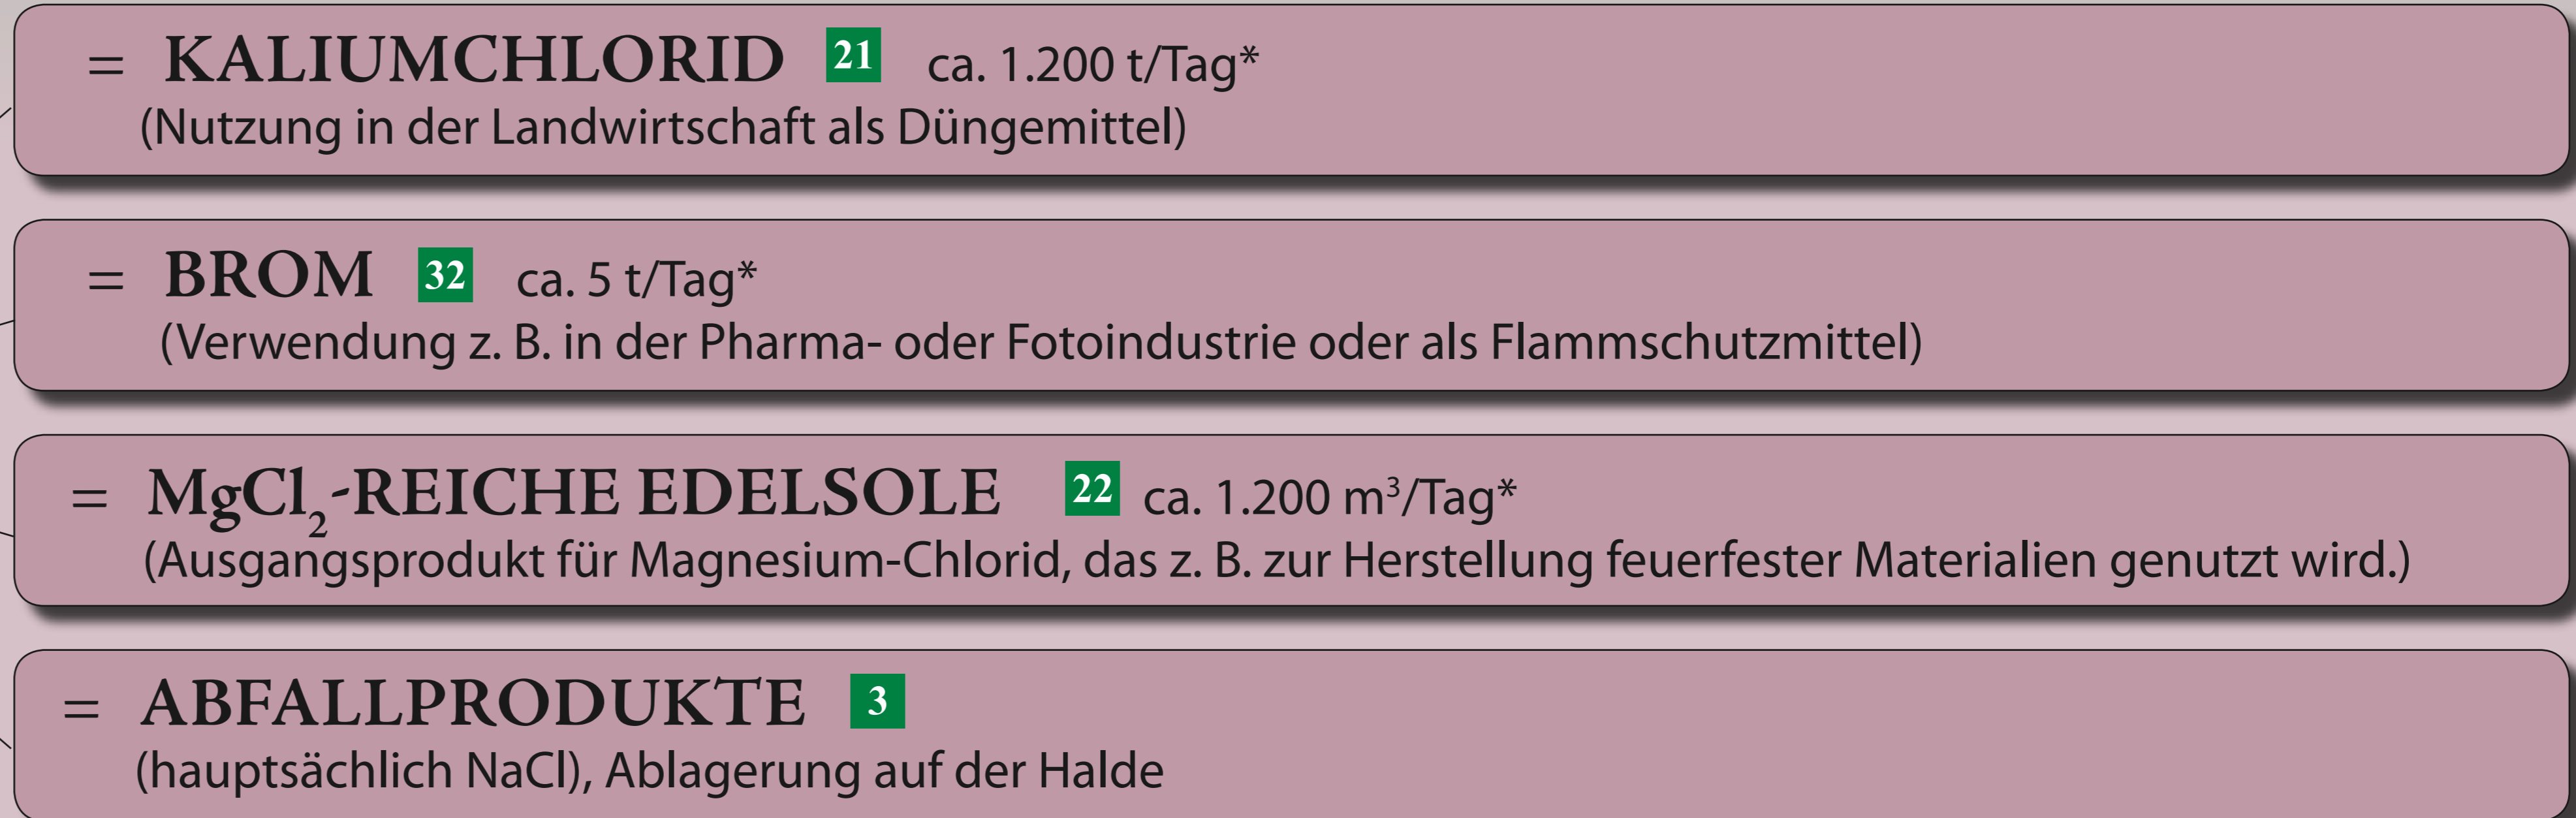 = KALIUMCHLORID 21 ca. 1.200 t/Tag*
(Nutzung in der Landwirtschaft als Düngemittel)
= BROM 32 ca. 5 t/Tag*
(Verwendung z. B. in der Pharma- oder Fotoindustrie oder als Flammschutzmittel)
= MgCl₂-REICHE EDELSOLE 22 ca. 1.200 m³/Tag*
(Ausgangsprodukt für Magnesium-Chlorid, das z. B. zur Herstellung feuerfester Materialien genutzt wird.)
= ABFALLPRODUKTE 3
(hauptsächlich NaCl), Ablagerung auf der Halde